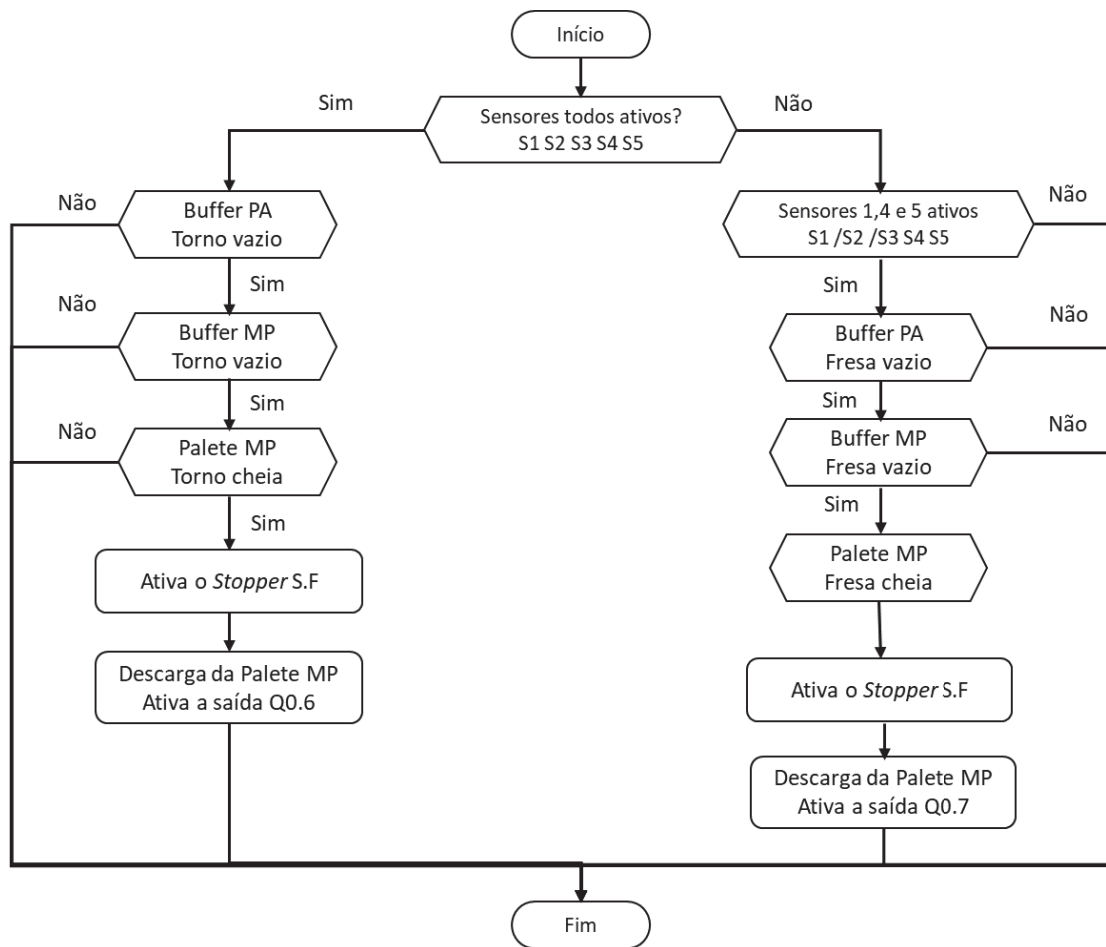 Início
Sim
Não
Sensores todos ativos?
S1 S2 S3 S4 S5
Não
Buffer PA
Torno vazio
Sim
Não
Buffer MP
Torno vazio
Sim
Não
Palete MP
Torno cheia
Sim
Ativa o Stopper S.F
Descarga da Palete MP
Ativa a saída Q0.6
Sensores 1,4 e 5 ativos
S1 /S2 /S3 S4 S5
Não
Sim
Buffer PA
Fresa vazio
Não
Sim
Buffer MP
Fresa vazio
Não
Sim
Palete MP
Fresa cheia
Ativa o Stopper S.F
Descarga da Palete MP
Ativa a saída Q0.7
Fim